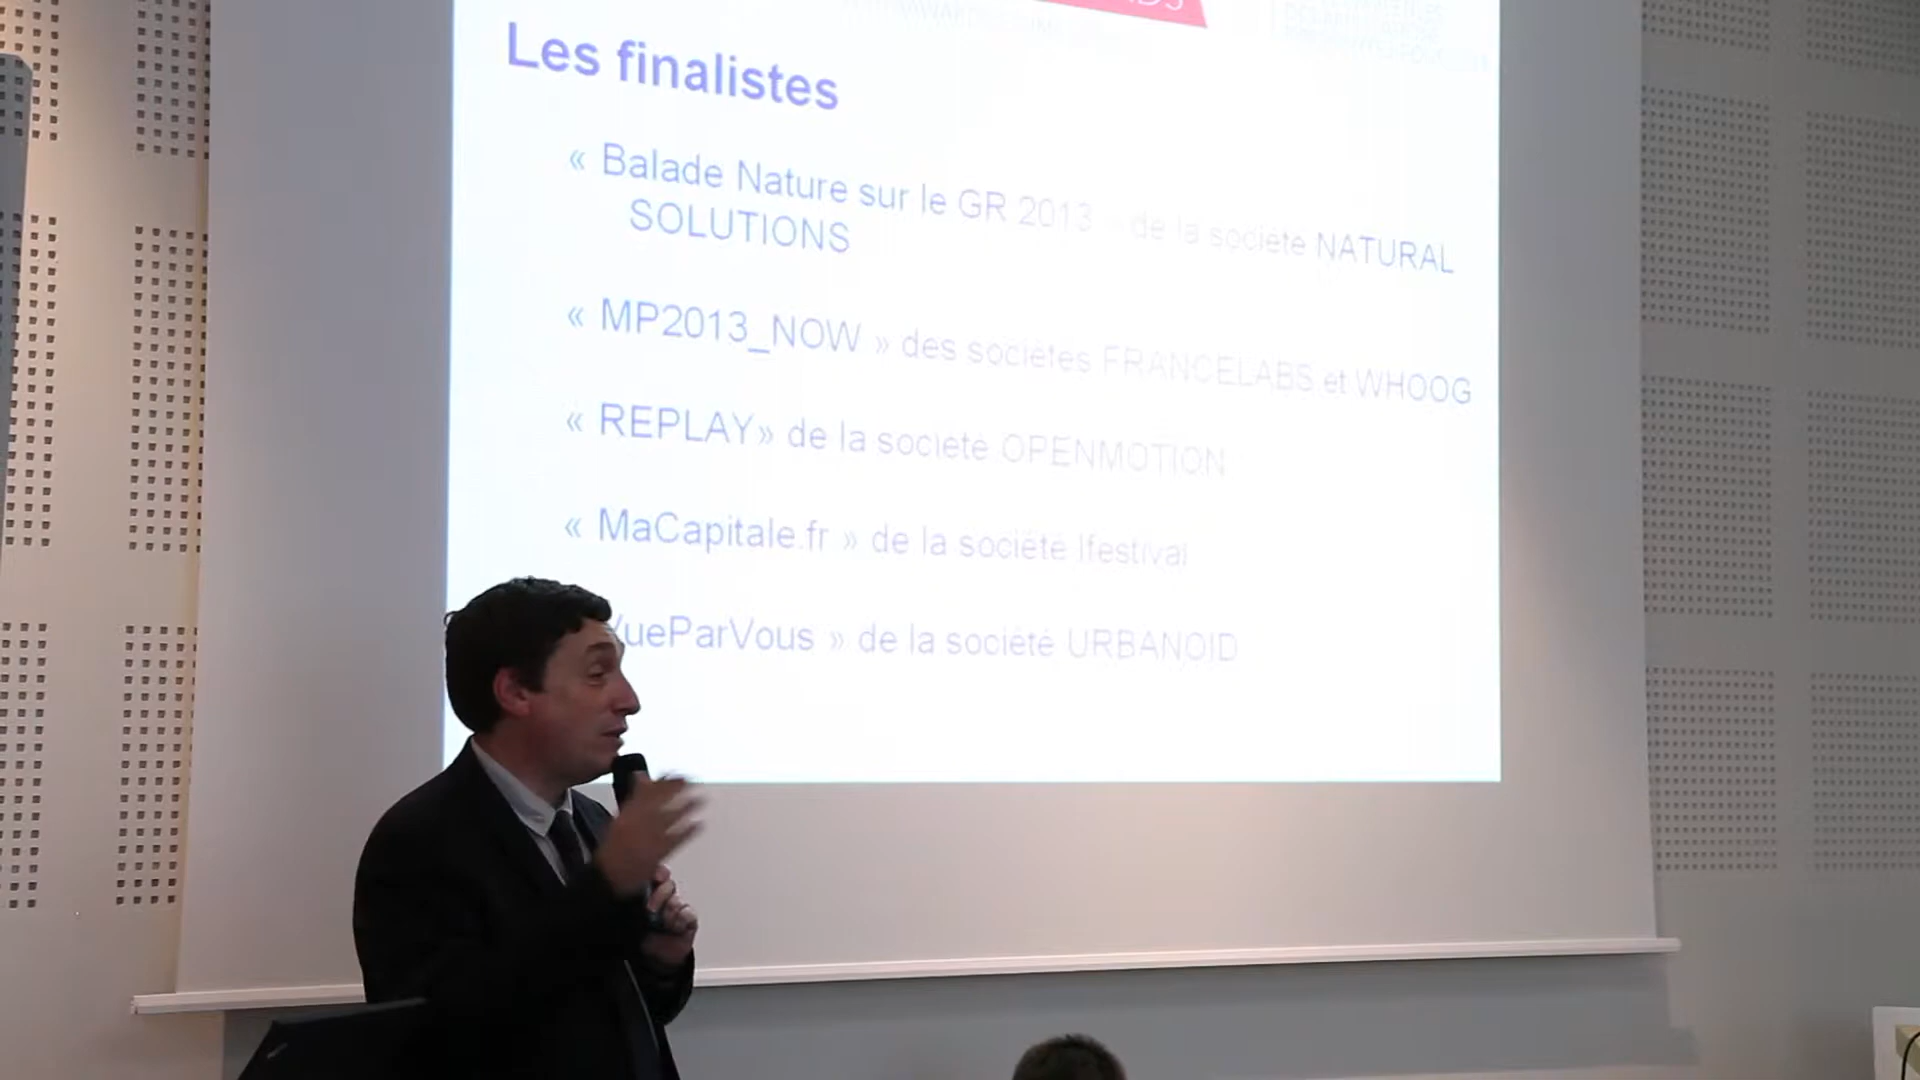 Les finalistes
« Balade Nature sur le GR 2013 – de la société NATURAL
SOLUTIONS
« MP2013_NOW » des sociétés FRANCELABS et WHOOG
« REPLAY» de la société OPENMOTION
« MaCapitale.fr » de la société Ifestival
VueParVous » de la société URBANOID